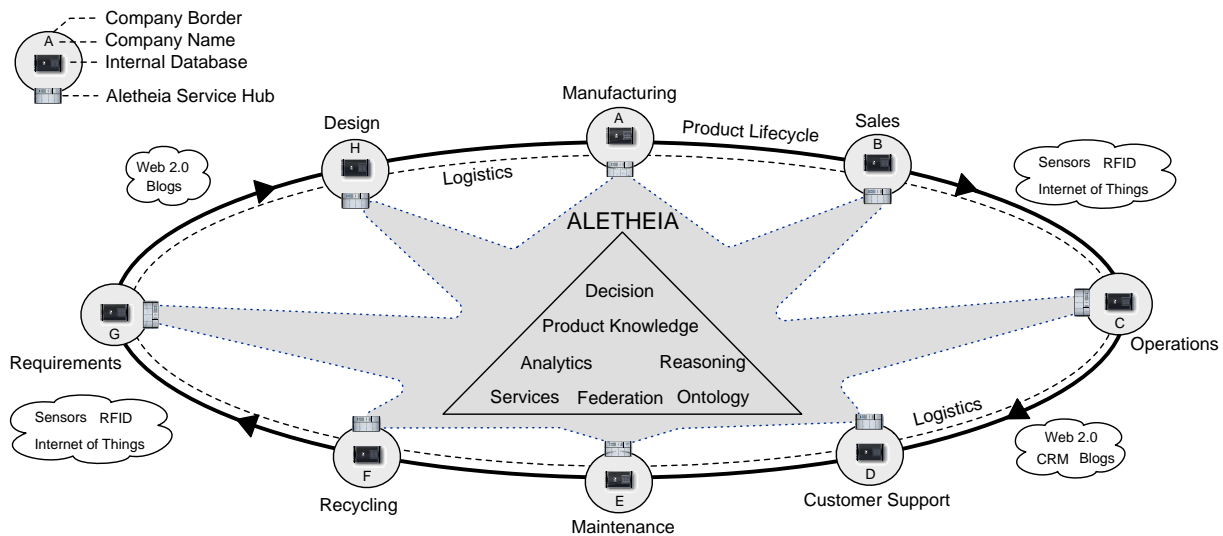 Company Border
A
Company Name
Internal Database
Aletheia Service Hub
Manufacturing
A
Product Lifecycle
Sales
B
Design
H
Logistics
Web 2.0
Blogs
Sensors RFID
Internet of Things
ALETHEIA
Decision
Product Knowledge
Analytics
Reasoning
Services
Federation
Ontology
G
Requirements
C
Operations
Sensors RFID
Internet of Things
Logistics
Web 2.0
CRM Blogs
F
Recycling
E
Maintenance
D
Customer Support